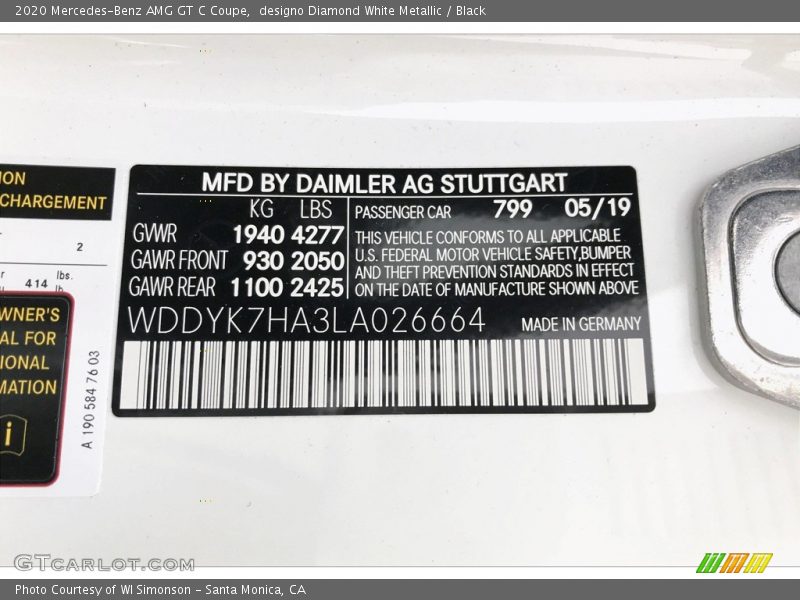 2020 Mercedes-Benz AMG GT C Coupe, designo Diamond White Metallic / Black
ION
CHARGEMENT
2
414 lbs.
lb
WNER'S
AL FOR
IONAL
MATION
i
A 190 584 76 03
MFD BY DAIMLER AG STUTTGART
KG LBS
GVWR 1940 4277
GAWR FRONT 930 2050
GAWR REAR 1100 2425
PASSENGER CAR 799 05/19
THIS VEHICLE CONFORMS TO ALL APPLICABLE
U.S. FEDERAL MOTOR VEHICLE SAFETY,BUMPER
AND THEFT PREVENTION STANDARDS IN EFFECT
ON THE DATE OF MANUFACTURE SHOWN ABOVE
WDDYK7HA3LA026664
MADE IN GERMANY
GTCARLOT.COM
Photo Courtesy of WI Simonson - Santa Monica, CA